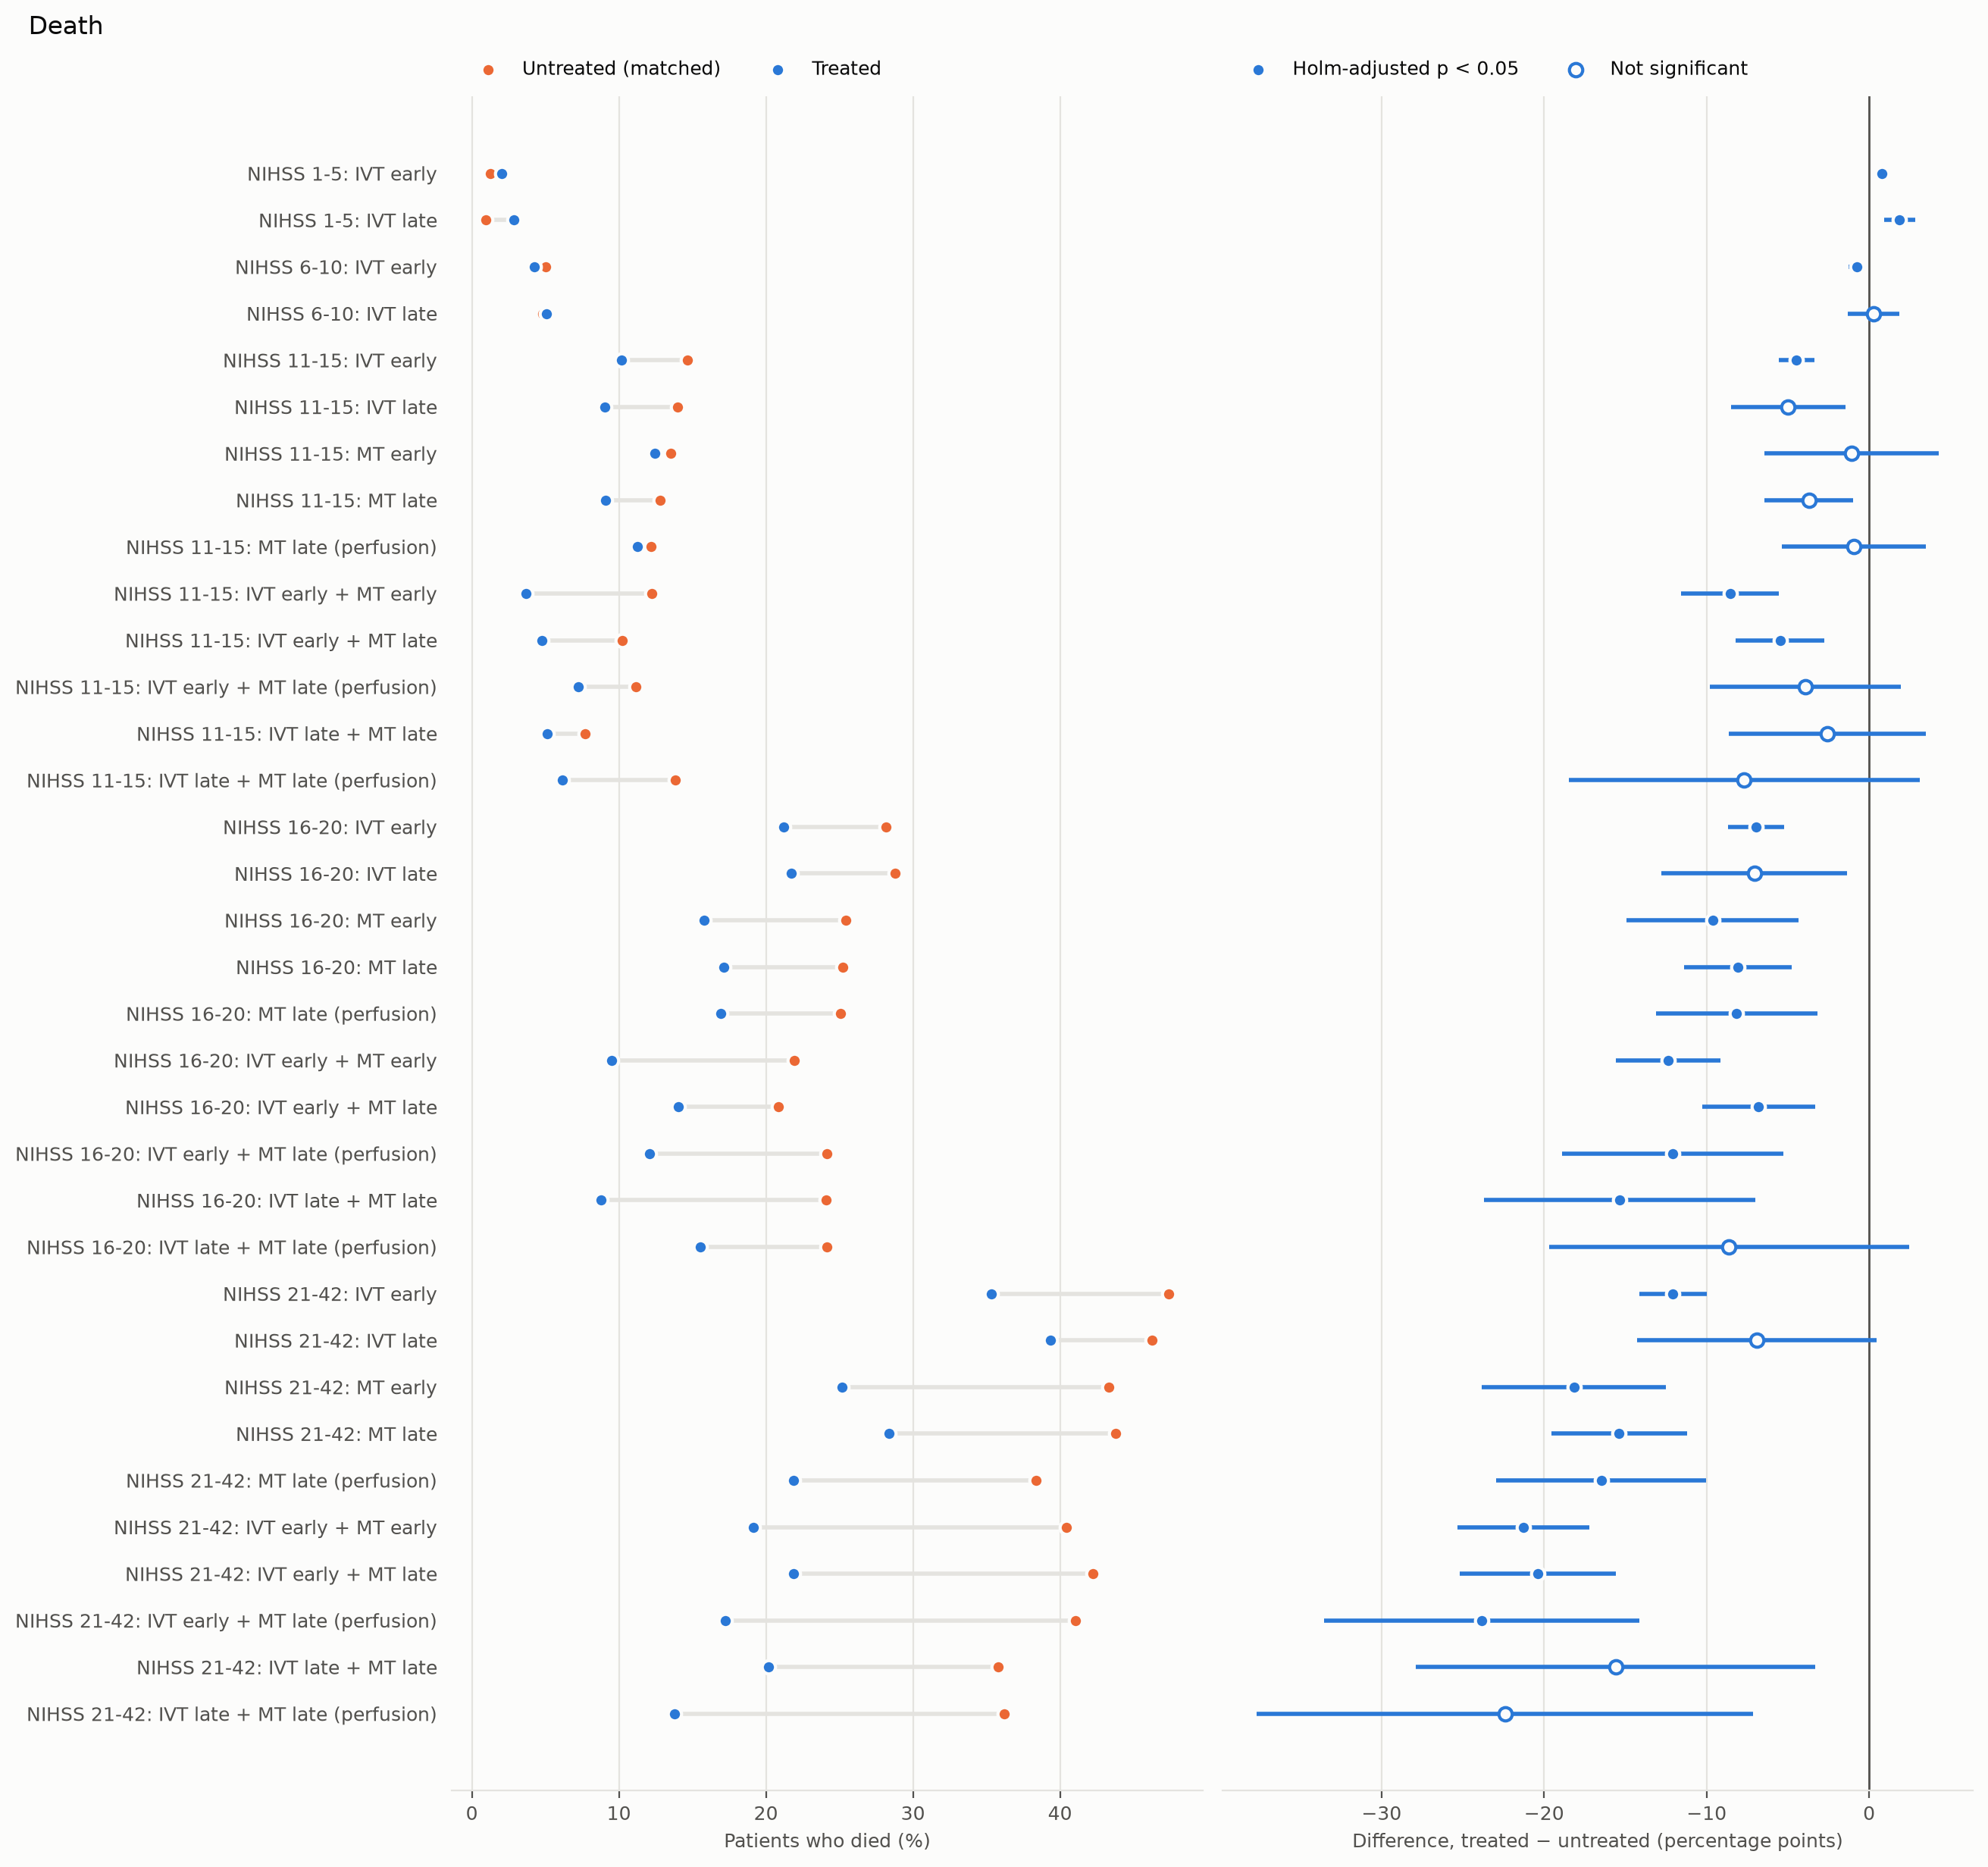 Death
Untreated (matched)
Treated
Holm-adjusted p < 0.05
Not significant
NIHSS 1-5: IVT early
NIHSS 1-5: IVT late
NIHSS 6-10: IVT early
NIHSS 6-10: IVT late
NIHSS 11-15: IVT early
NIHSS 11-15: IVT late
NIHSS 11-15: MT early
NIHSS 11-15: MT late
NIHSS 11-15: MT late (perfusion)
NIHSS 11-15: IVT early + MT early
NIHSS 11-15: IVT early + MT late
NIHSS 11-15: IVT early + MT late (perfusion)
NIHSS 11-15: IVT late + MT late
NIHSS 11-15: IVT late + MT late (perfusion)
NIHSS 16-20: IVT early
NIHSS 16-20: IVT late
NIHSS 16-20: MT early
NIHSS 16-20: MT late
NIHSS 16-20: MT late (perfusion)
NIHSS 16-20: IVT early + MT early
NIHSS 16-20: IVT early + MT late
NIHSS 16-20: IVT early + MT late (perfusion)
NIHSS 16-20: IVT late + MT late
NIHSS 16-20: IVT late + MT late (perfusion)
NIHSS 21-42: IVT early
NIHSS 21-42: IVT late
NIHSS 21-42: MT early
NIHSS 21-42: MT late
NIHSS 21-42: MT late (perfusion)
NIHSS 21-42: IVT early + MT early
NIHSS 21-42: IVT early + MT late
NIHSS 21-42: IVT early + MT late (perfusion)
NIHSS 21-42: IVT late + MT late
NIHSS 21-42: IVT late + MT late (perfusion)
0 10 20 30 40
Patients who died (%)
−30 −20 −10 0
Difference, treated − untreated (percentage points)